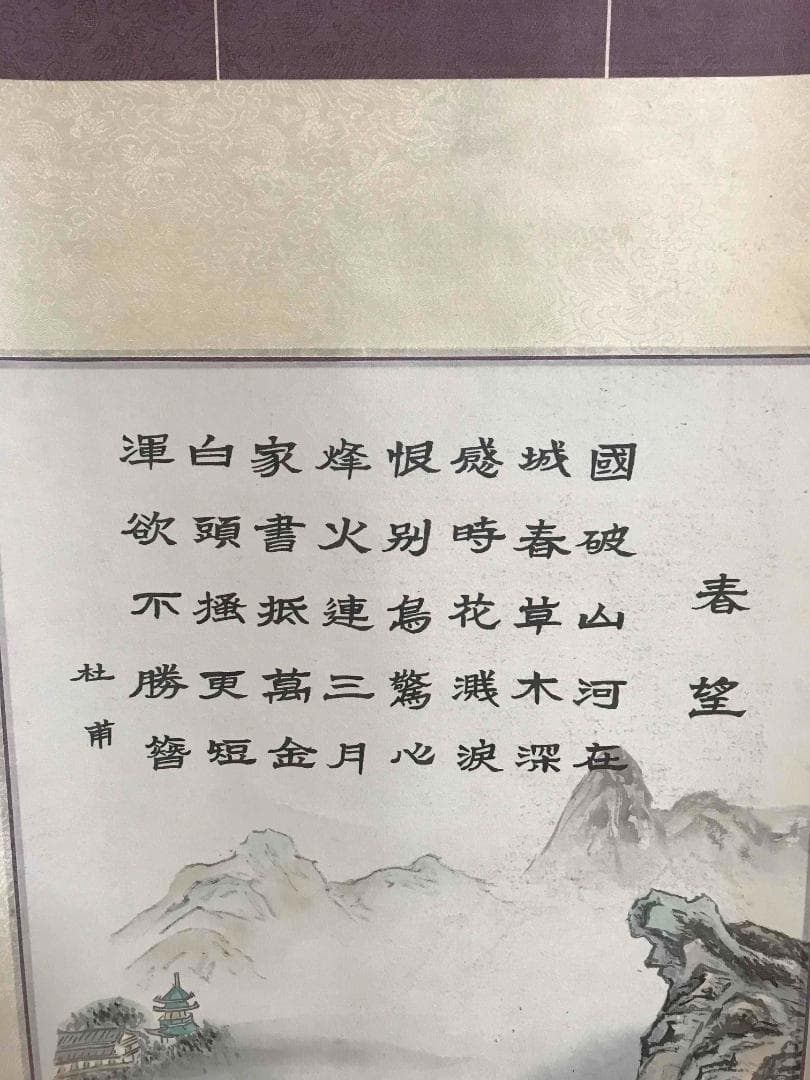 春望
國破山河在
城春草木深
感時花濺淚
恨别鳥驚心
烽火連三月
家書抵萬金
白頭搔更短
渾欲不勝簪
杜甫